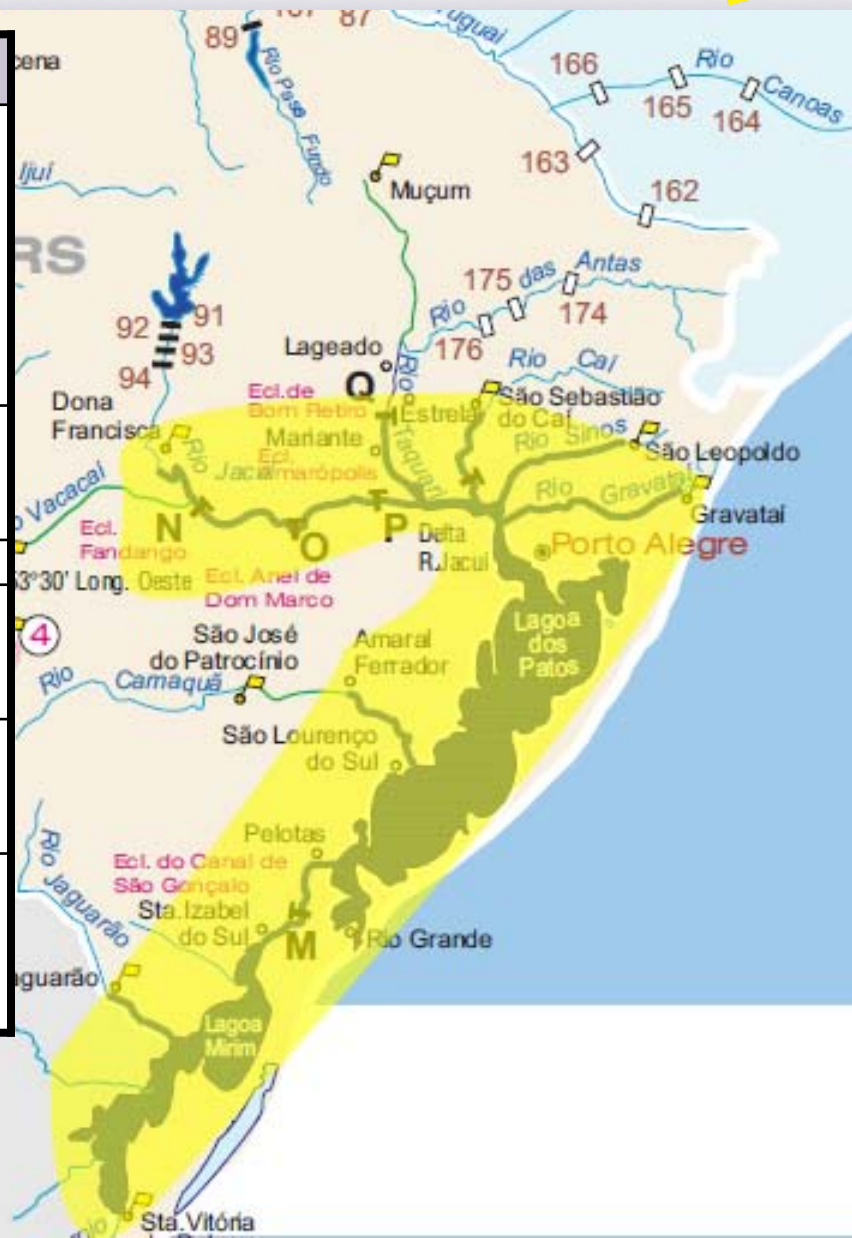 89
87
uguai
cena
Rio Passo Fundo
166
Rio
Canoas
165
164
Ijuí
163
Muçum
162
RS
175
das
Antas
Rio
174
92
91
93
176
94
Lageado
Rio Caí
Q
Rio
Ecl.de
Bom Retiro
São Sebastião
do Caí
Dona
Francisca
Estrela
Mariante
Rio
Rio Sinos
São Leopoldo
Ecl.
Amarópolis
Taquari
Jacuí
Rio Gravataí
o Vacacaí
Gravataí
N
Ecl.
Fandango
O
P
Delta
R.Jacuí
Porto Alegre
53°30' Long. Oeste
Ecl. Anel de
Dom Marco
4
São José
do Patrocínio
Amaral
Ferrador
Lagoa
dos
Patos
Rio Camaquã
São Lourenço
do Sul
Pelotas
Rio Jaguarão
Ecl. do Canal de
São Gonçalo
Sta.Izabel
do Sul
M
Rio Grande
aguarão
Lagoa
Mirim
Sta.Vitória